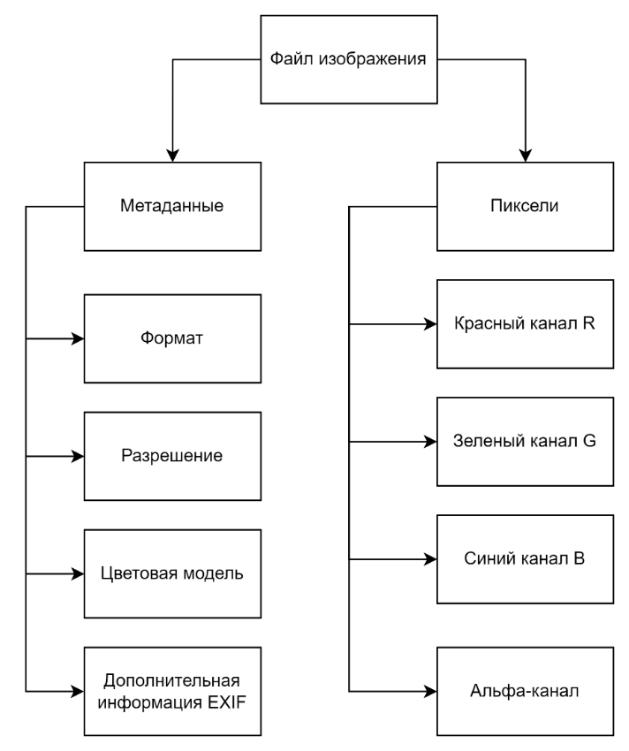 Файл изображения
Метаданные
Пиксели
Формат
Красный канал R
Разрешение
Зеленый канал G
Цветовая модель
Синий канал B
Дополнительная
информация EXIF
Альфа-канал